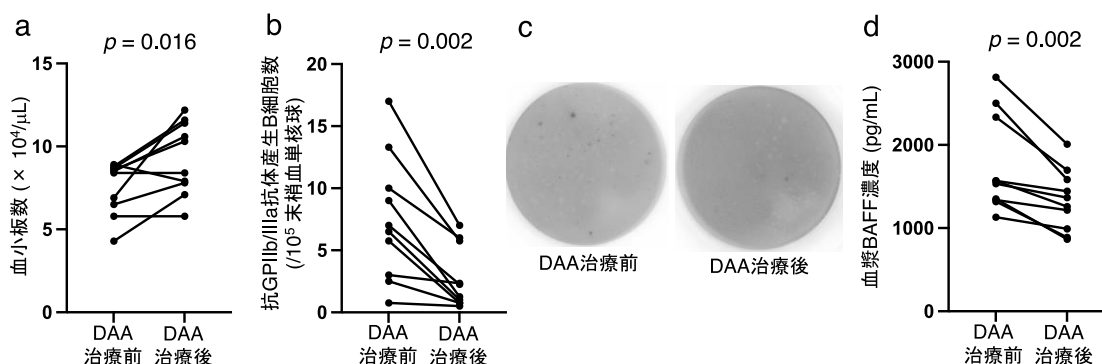 a
p = 0.016
血小板数 (× 10⁴/μL)
15
10
5
0
DAA
治療前
DAA
治療後
b
p = 0.002
抗GPIIb/IIIa抗体産生B細胞数
(/10⁵ 末梢血単核球)
20
15
10
5
0
DAA
治療前
DAA
治療後
c
DAA治療前
DAA治療後
d
p = 0.002
血漿BAFF濃度 (pg/mL)
3000
2000
1000
0
DAA
治療前
DAA
治療後